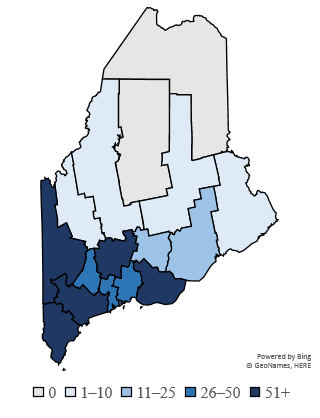 Powered by Bing
© GeoNames, HERE
0 1–10 11–25 26–50 51+